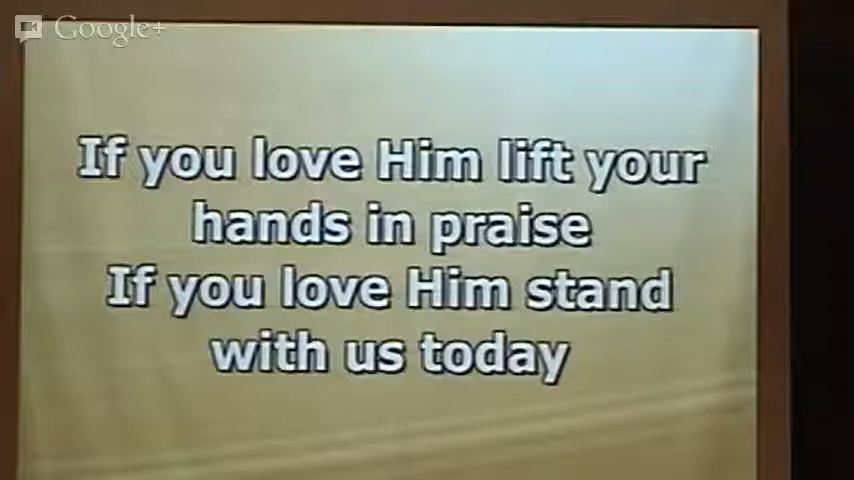 Google+
If you love Him lift your
hands in praise
If you love Him stand
with us today